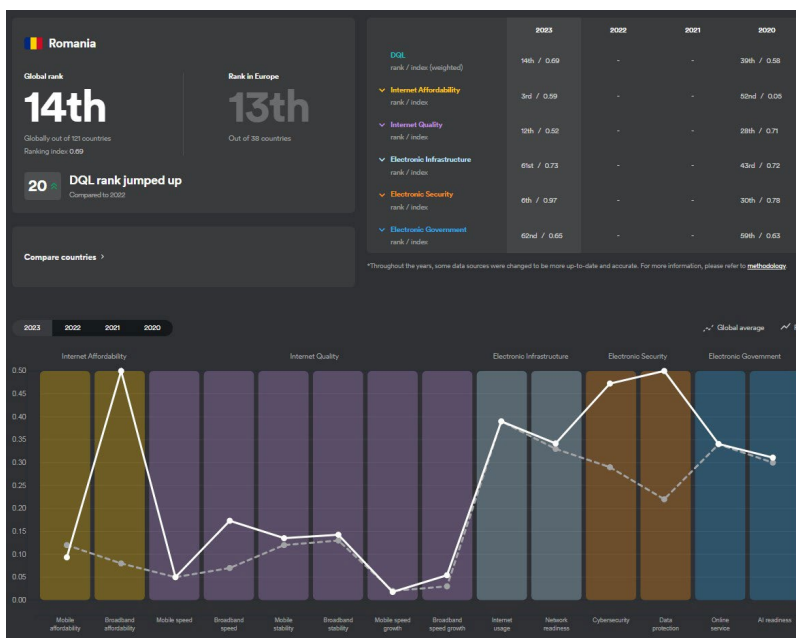 Romania
Global rank
Rank in Europe
14th
13th
Globally out of 121 countries
Out of 38 countries
Ranking index 0.69
20
DQL rank jumped up
Compared to 2022
Compare countries >
2023 2022 2021 2020
DQL
rank / index (weighted)
14th / 0.69 - - 39th / 0.58
Internet Affordability
rank / index
3rd / 0.59 - - 52nd / 0.05
Internet Quality
rank / index
12th / 0.52 - - 28th / 0.71
Electronic Infrastructure
rank / index
61st / 0.73 - - 43rd / 0.72
Electronic Security
rank / index
6th / 0.97 - - 30th / 0.78
Electronic Government
rank / index
62nd / 0.65 - - 59th / 0.63
*Throughout the years, some data sources were changed to be more up-to-date and accurate. For more information, please refer to methodology.
2023 2022 2021 2020
Global average
Internet Affordability
Internet Quality
Electronic Infrastructure
Electronic Security
Electronic Government
0.50
0.45
0.40
0.35
0.30
0.25
0.20
0.15
0.10
0.05
0.00
Mobile affordability
Broadband affordability
Mobile speed
Broadband speed
Mobile stability
Broadband stability
Mobile speed growth
Broadband speed growth
Internet usage
Network readiness
Cybersecurity
Data protection
Online service
AI readiness